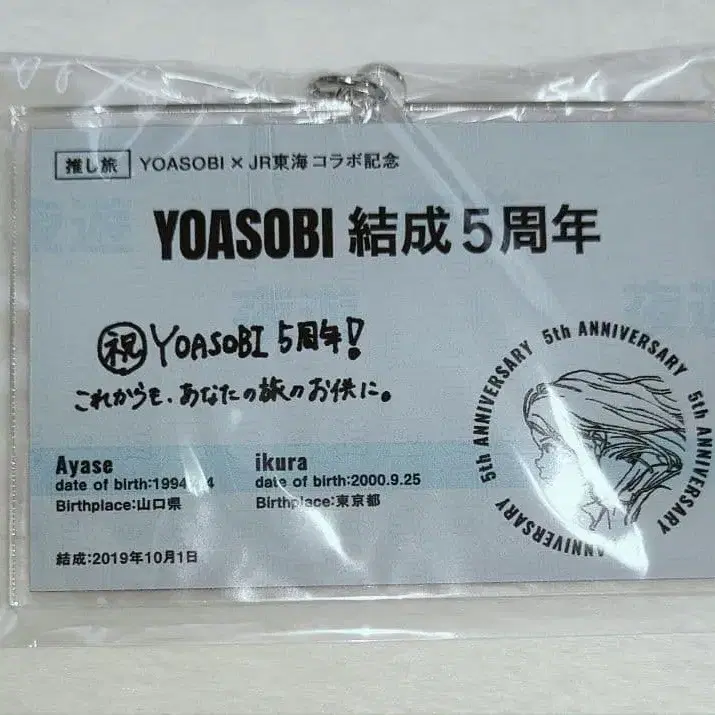 推し旅 YOASOBI × JR東海 コラボ記念
YOASOBI 結成5周年
祝 YOASOBI 5周年!
これからも、あなたの旅のお供に。
Ayase
date of birth:1994
Birthplace:山口県
ikura
date of birth:2000.9.25
Birthplace:東京都
結成:2019年10月1日
5th ANNIVERSARY 5th ANNIVERSARY 5th ANNIVERSARY ANNIVERSARY